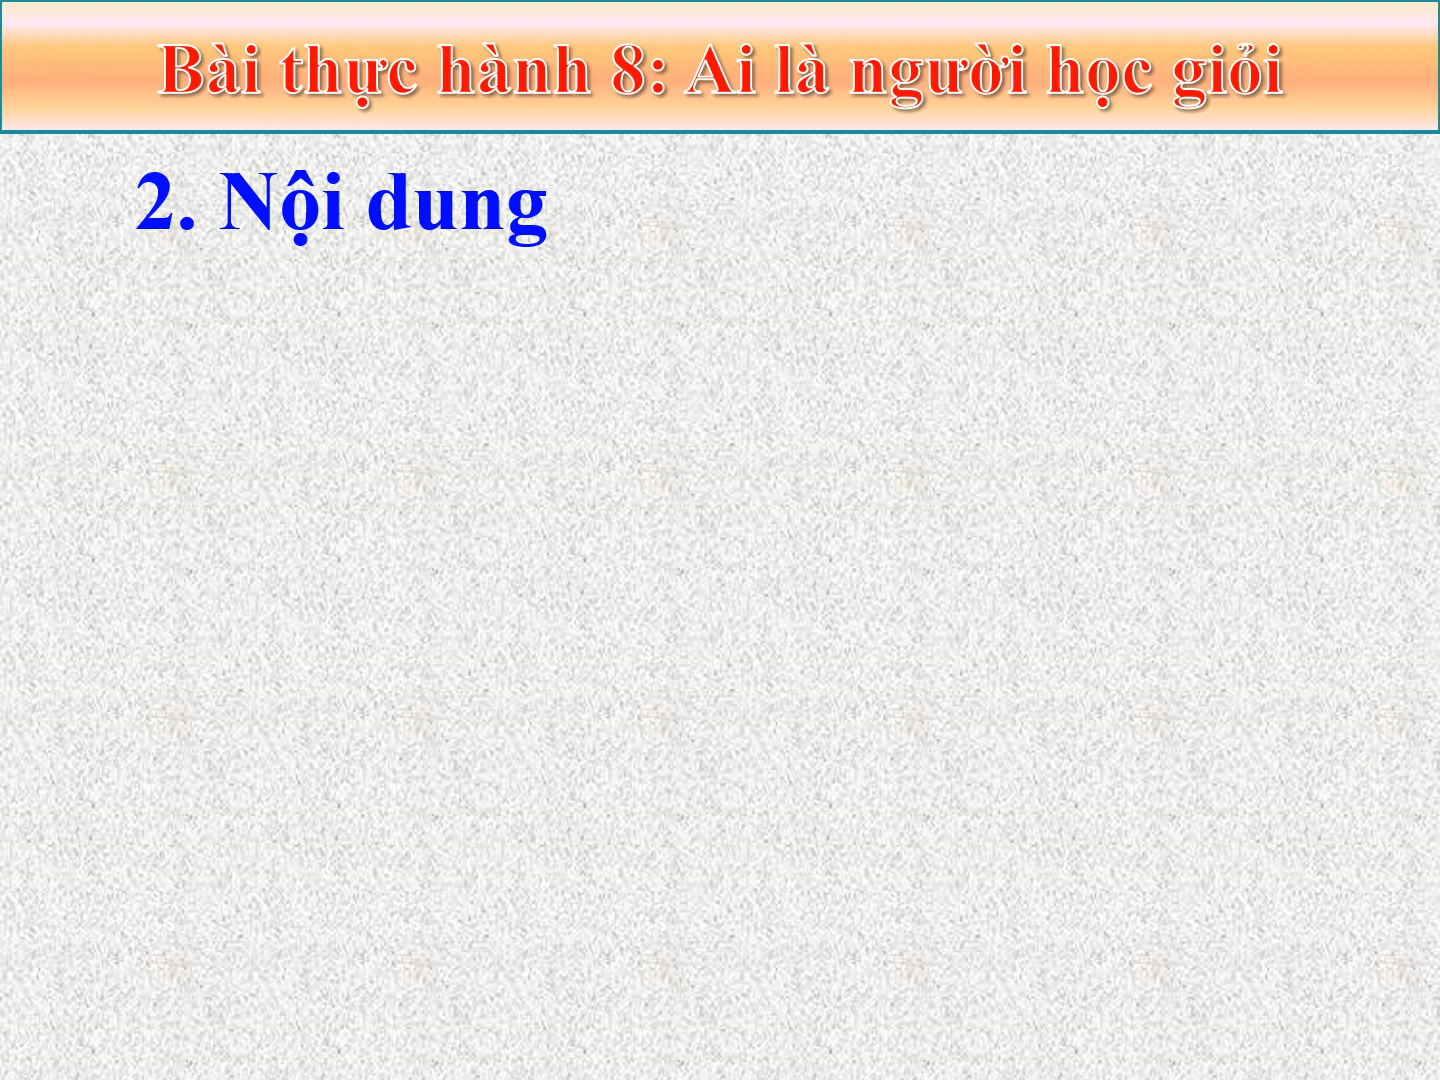 Bài thực hành 8: Ai là người học giỏi
2. Nội dung